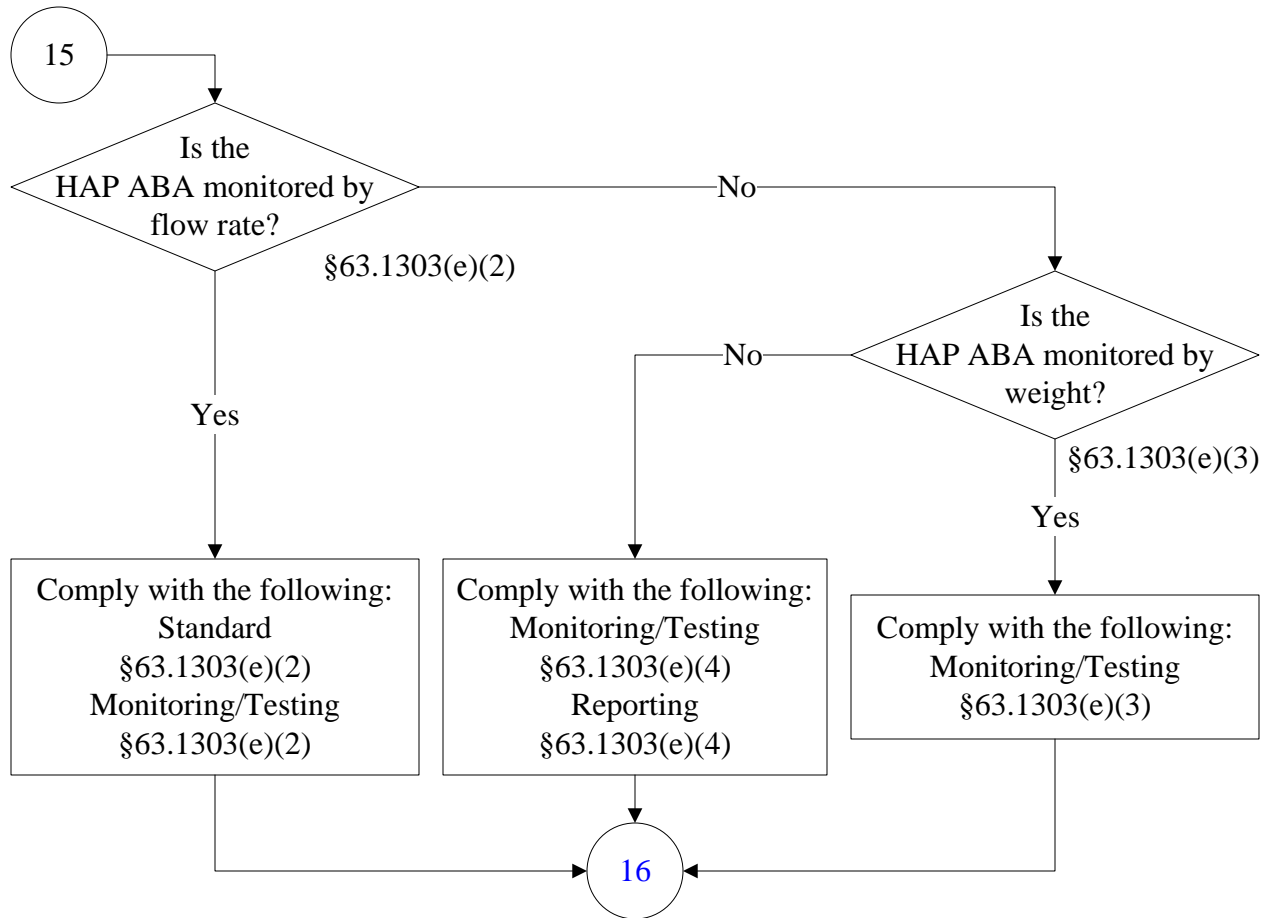 15
Is the
HAP ABA monitored by
flow rate?
§63.1303(e)(2)
No
Is the
HAP ABA monitored by
weight?
§63.1303(e)(3)
No
Yes
Yes
Comply with the following:
Standard
§63.1303(e)(2)
Monitoring/Testing
§63.1303(e)(2)
Comply with the following:
Monitoring/Testing
§63.1303(e)(4)
Reporting
§63.1303(e)(4)
Comply with the following:
Monitoring/Testing
§63.1303(e)(3)
16